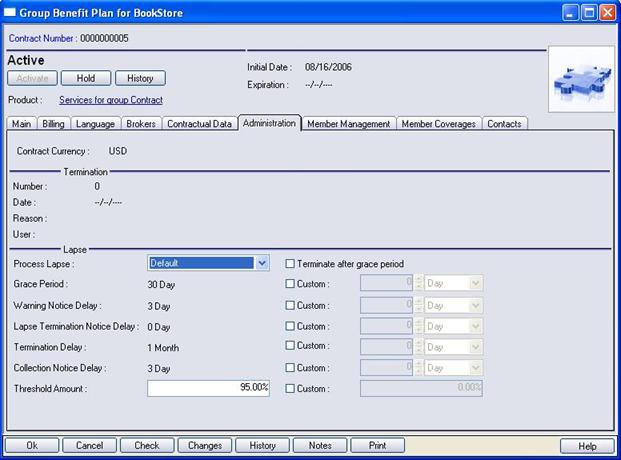 Group Benefit Plan for BookStore
Contract Number : 0000000005
Active
Initial Date : 08/16/2006
Activate Hold History
Expiration : --/--/----
Product : Services for group Contract
Main Billing Language Brokers Contractual Data Administration Member Management Member Coverages Contacts
Contract Currency : USD
Termination
Number : 0
Date : --/--/----
Reason :
User :
Lapse
Process Lapse : Default Terminate after grace period
Grace Period : 30 Day Custom : 0 Day
Warning Notice Delay : 3 Day Custom : 0 Day
Lapse Termination Notice Delay : 0 Day Custom : 0 Day
Termination Delay : 1 Month Custom : 0 Day
Collection Notice Delay : 3 Day Custom : 0 Day
Threshold Amount : 95.00% Custom : 0.00%
Ok Cancel Check Changes History Notes Print Help